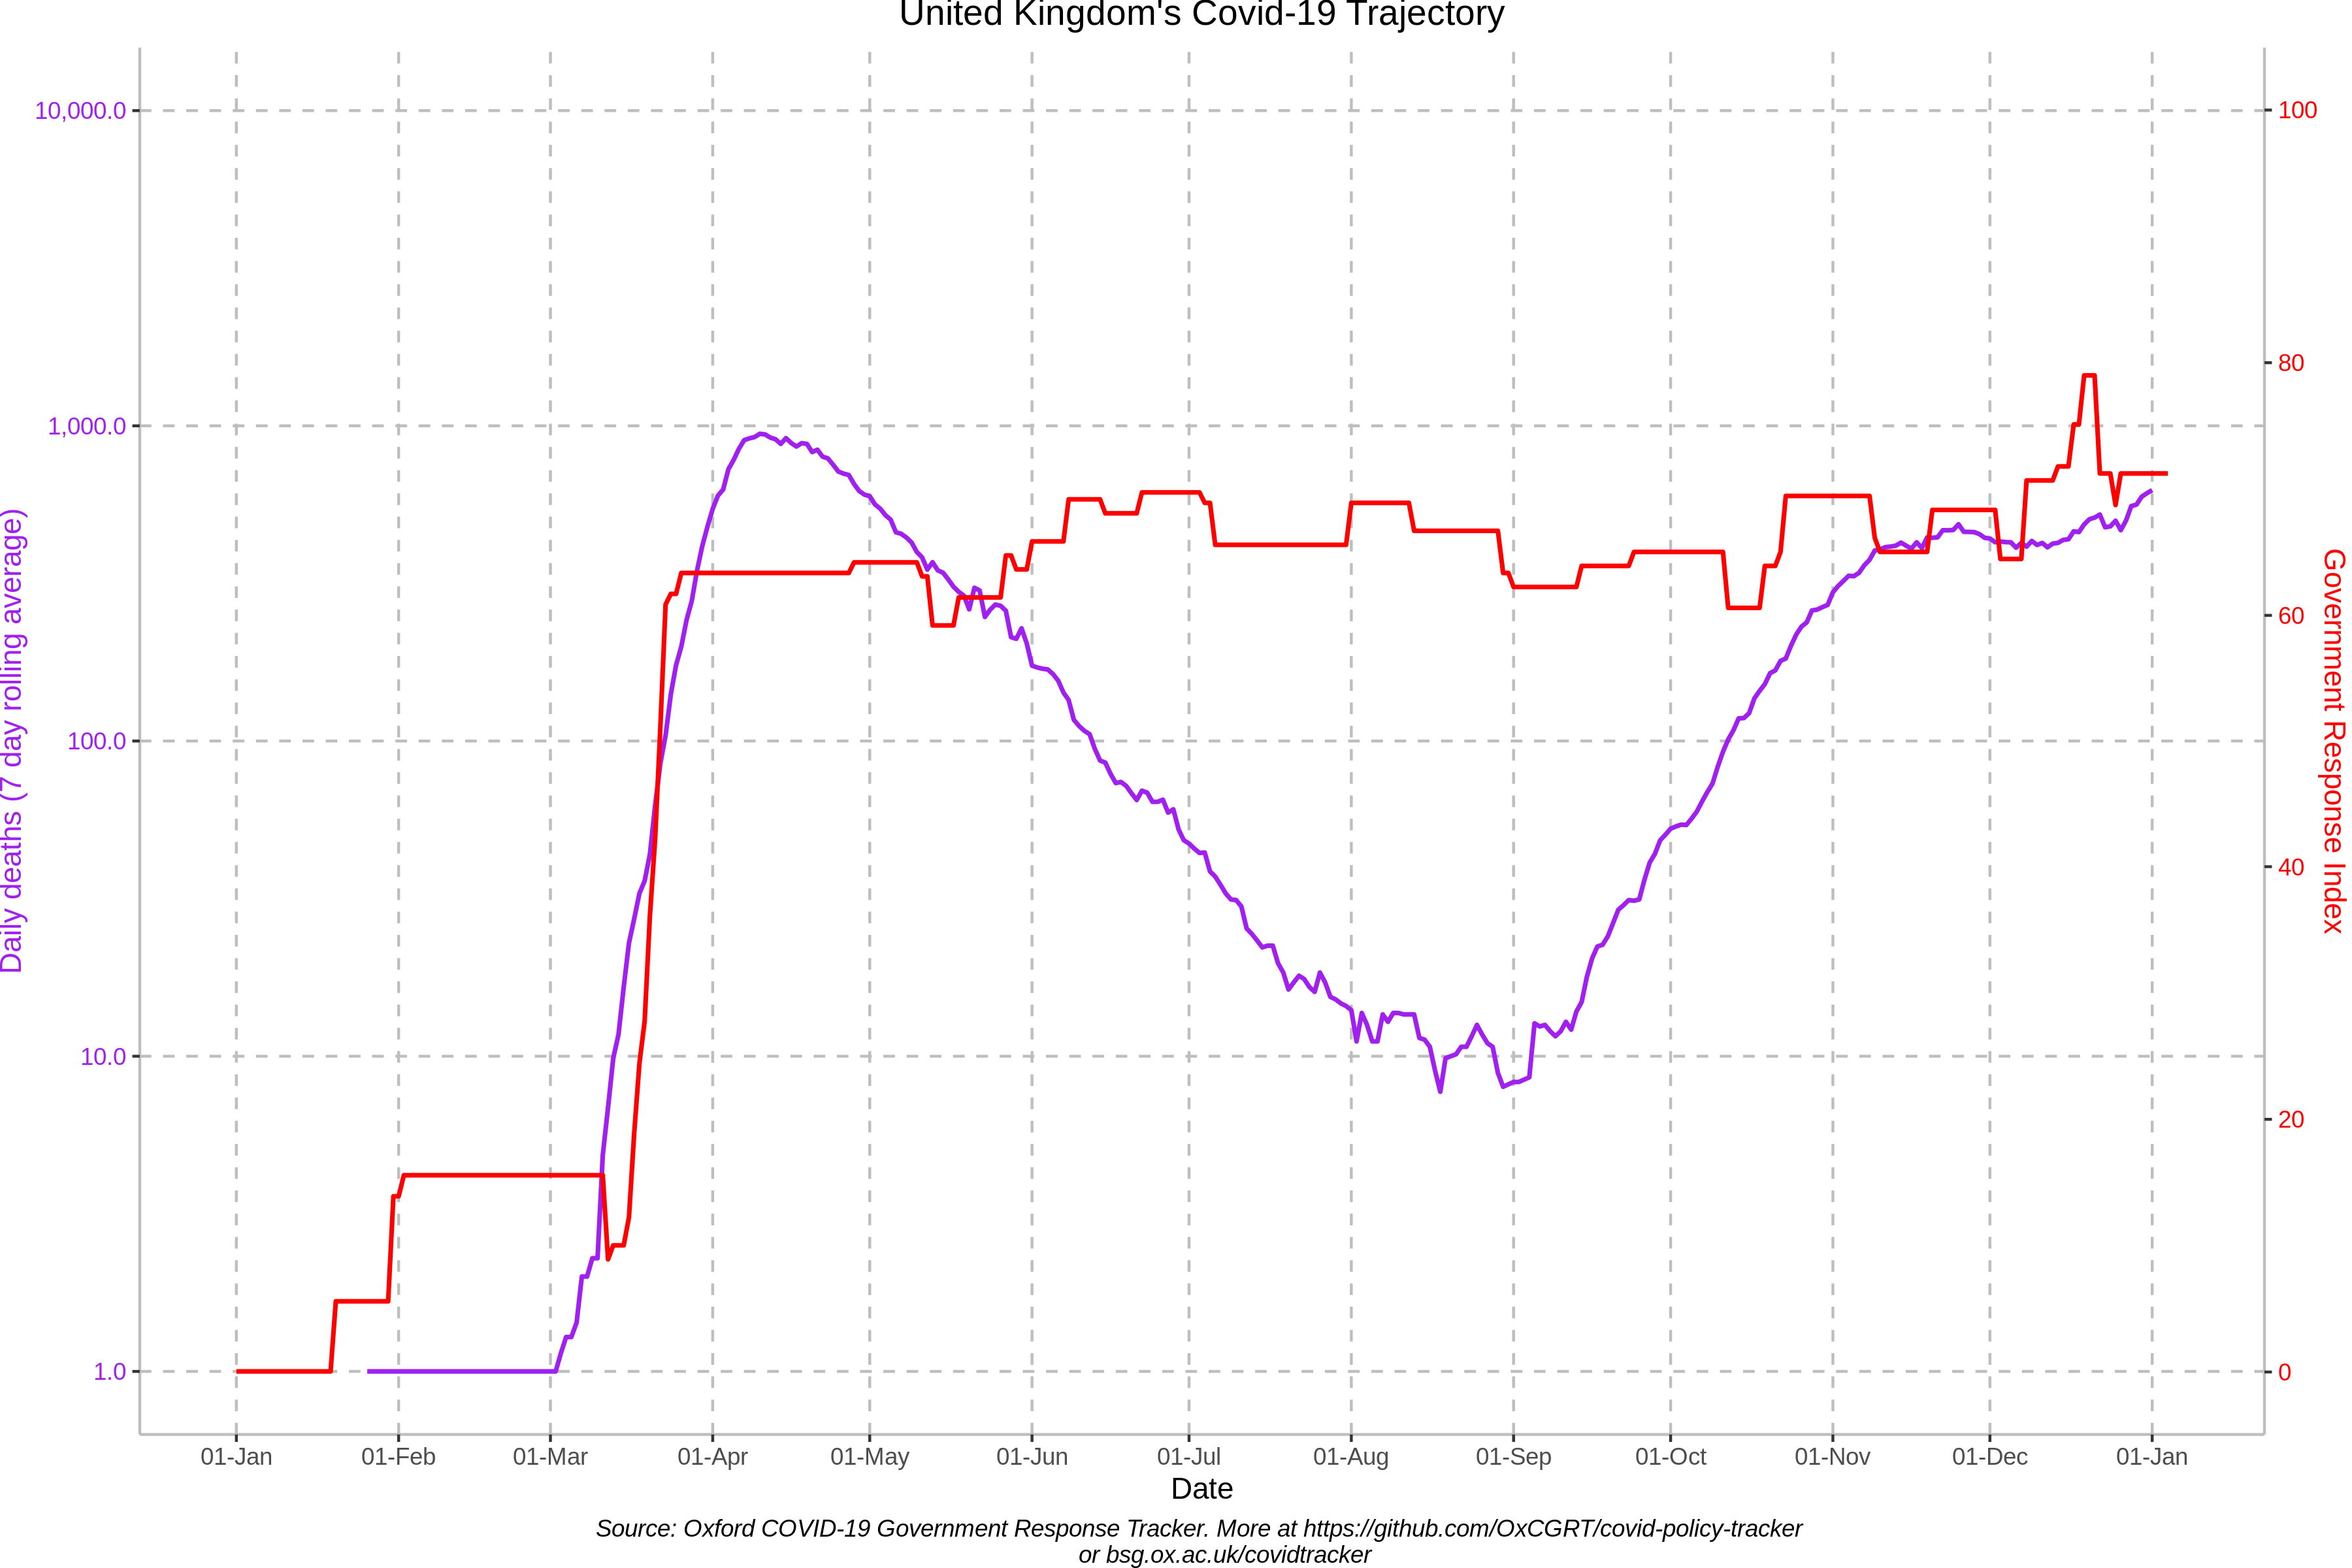 United Kingdom's Covid-19 Trajectory
10,000.0
1,000.0
100.0
10.0
1.0
Daily deaths (7 day rolling average)
100
80
60
40
20
0
Government Response Index
01-Jan 01-Feb 01-Mar 01-Apr 01-May 01-Jun 01-Jul 01-Aug 01-Sep 01-Oct 01-Nov 01-Dec 01-Jan
Date
Source: Oxford COVID-19 Government Response Tracker. More at https://github.com/OxCGRT/covid-policy-tracker
or bsg.ox.ac.uk/covidtracker